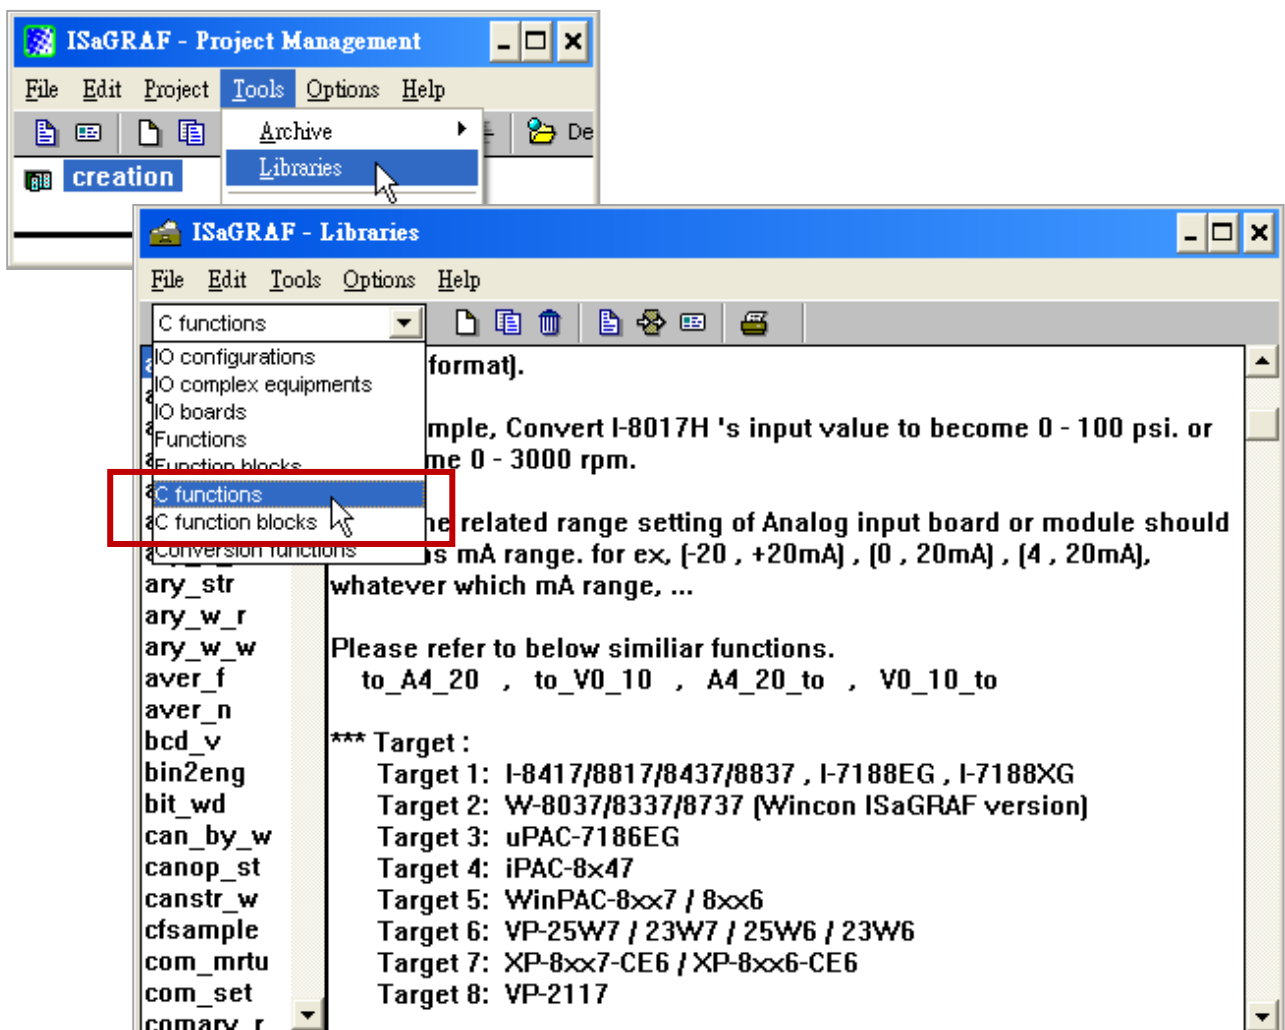 ISaGRAF - Project Management
File Edit Project Tools Options Help
Archive
De
Libraries
creation
ISaGRAF - Libraries
File Edit Tools Options Help
C functions
IO configurations
IO complex equipments
IO boards
Functions
Function blocks
C functions
C function blocks
Conversion functions
ary_str
ary_w_r
ary_w_w
aver_f
aver_n
bcd_v
bin2eng
bit_wd
can_by_w
canop_st
canstr_w
cfsample
com_mrtu
com_set
comary_r
format).
mple, Convert I-8017H 's input value to become 0 - 100 psi. or
me 0 - 3000 rpm.
he related range setting of Analog input board or module should
is mA range. for ex, (-20 , +20mA) , (0 , 20mA) , (4 , 20mA),
whatever which mA range, ...
Please refer to below similiar functions.
to_A4_20 , to_V0_10 , A4_20_to , V0_10_to
*** Target :
Target 1: I-8417/8817/8437/8837 , I-7188EG , I-7188XG
Target 2: W-8037/8337/8737 (Wincon ISaGRAF version)
Target 3: uPAC-7186EG
Target 4: iPAC-8x47
Target 5: WinPAC-8xx7 / 8xx6
Target 6: VP-25W7 / 23W7 / 25W6 / 23W6
Target 7: XP-8xx7-CE6 / XP-8xx6-CE6
Target 8: VP-2117